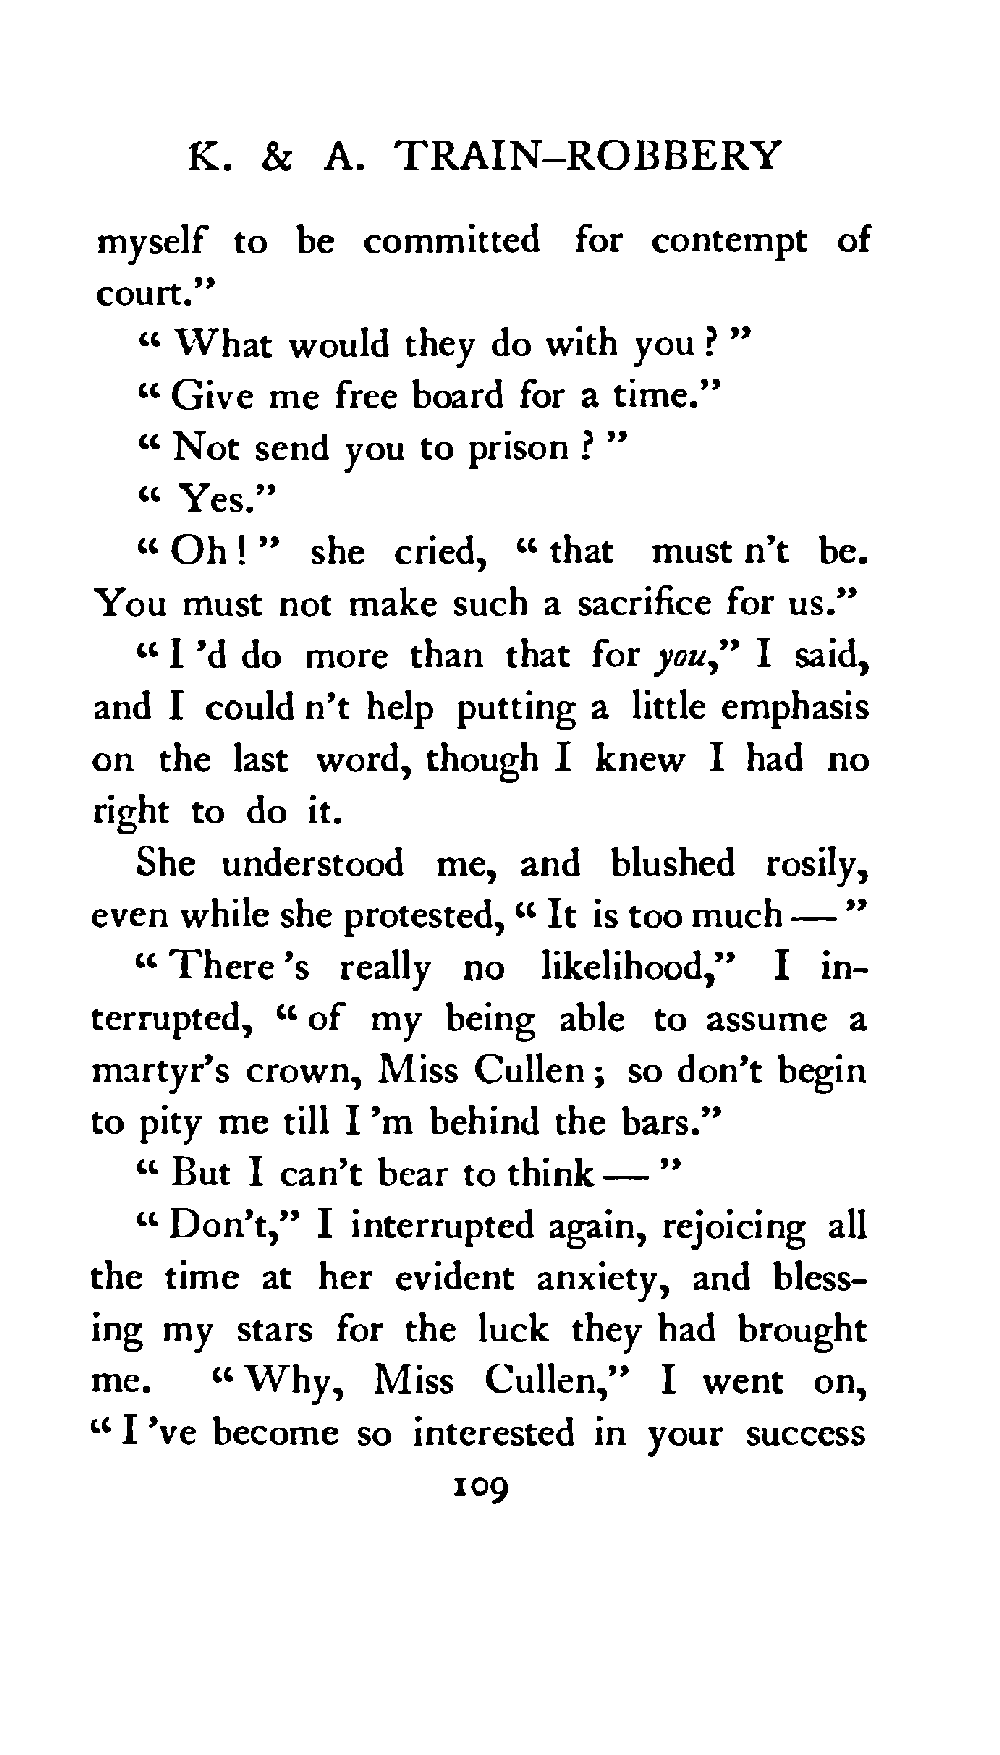 K. & A. TRAIN–ROBBERY
myself to be committed for contempt of
court."
" What would they do with you ? "
" Give me free board for a time."
" Not send you to prison ? "
" Yes."
" Oh ! " she cried, " that must n't be.
You must not make such a sacrifice for us."
" I 'd do more than that for you," I said,
and I could n't help putting a little emphasis
on the last word, though I knew I had no
right to do it.
She understood me, and blushed rosily,
even while she protested, " It is too much — "
" There 's really no likelihood," I in-
terrupted, " of my being able to assume a
martyr's crown, Miss Cullen ; so don't begin
to pity me till I 'm behind the bars."
" But I can't bear to think — "
" Don't," I interrupted again, rejoicing all
the time at her evident anxiety, and bless-
ing my stars for the luck they had brought
me. " Why, Miss Cullen," I went on,
" I 've become so interested in your success
109